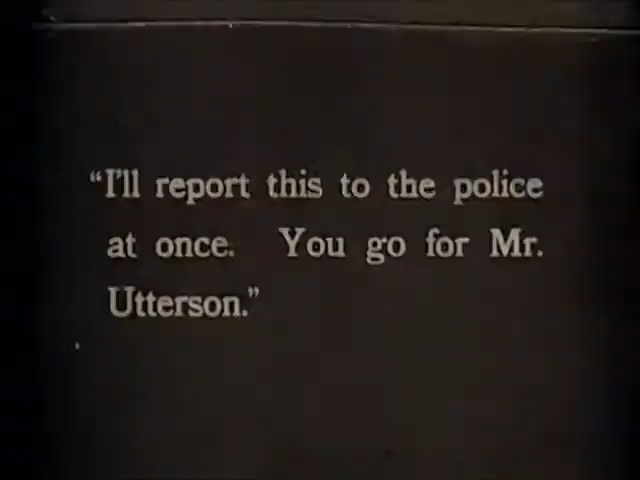 “I’ll report this to the police
at once. You go for Mr.
Utterson.”